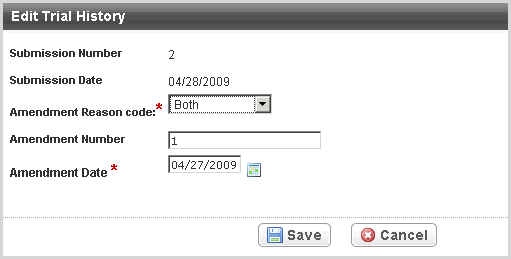 Edit Trial History
Submission Number 2
Submission Date 04/28/2009
Amendment Reason code:* Both
Amendment Number 1
Amendment Date * 04/27/2009
Save Cancel